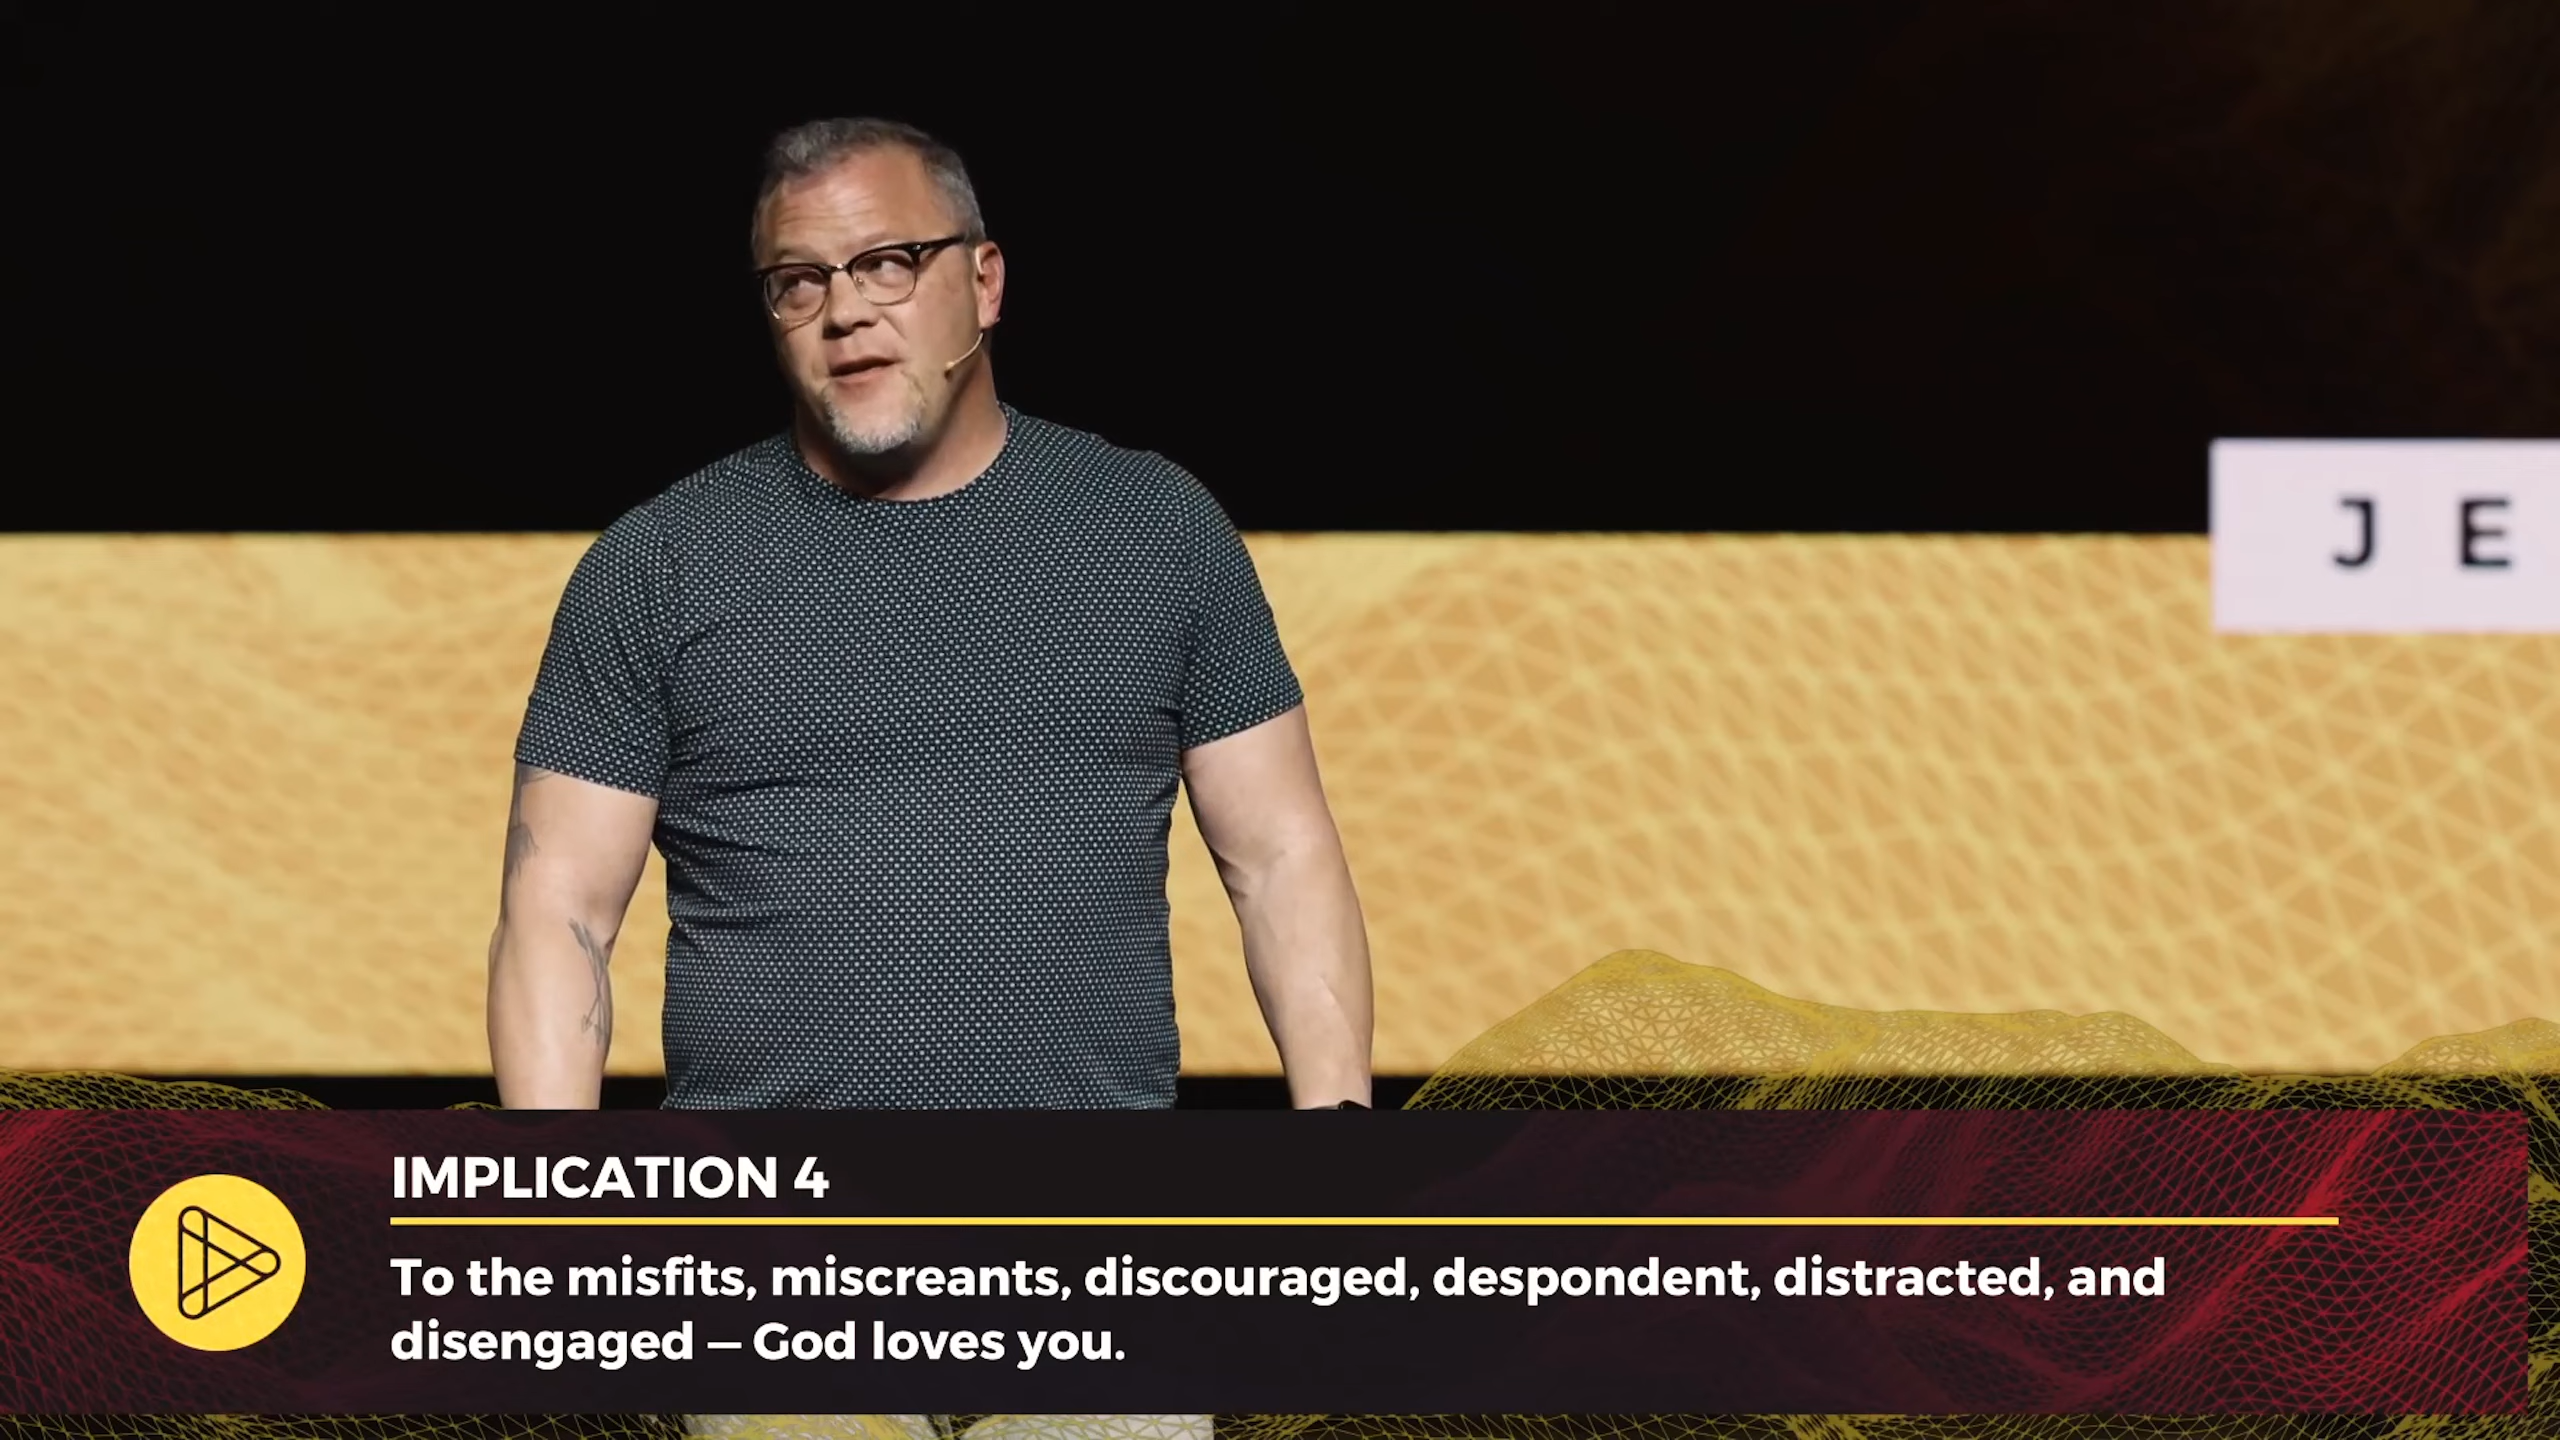 J E
IMPLICATION 4
To the misfits, miscreants, discouraged, despondent, distracted, and
disengaged — God loves you.